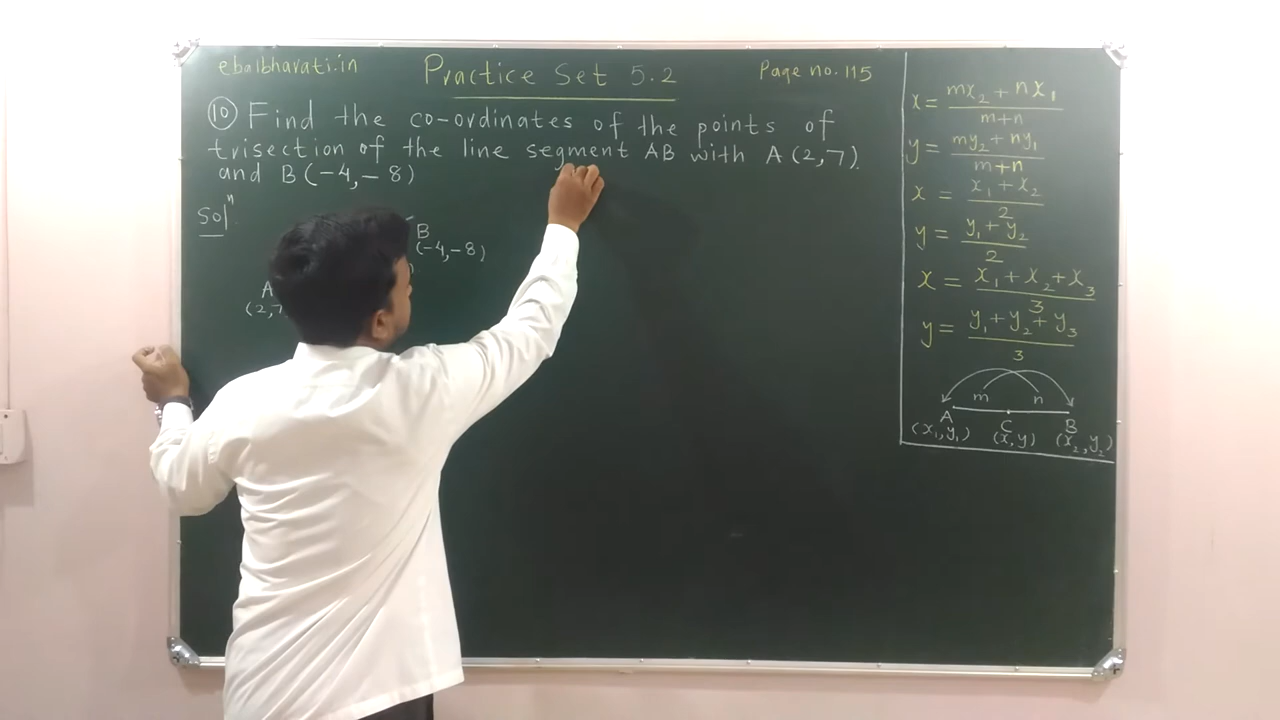 ebalbharati.in Practice Set 5.2 Page no. 115
(10) Find the co-ordinates of the points of
trisection of the line segment AB with A(2,7).
and B(-4,-8)
Solⁿ
B
(-4,-8)
A
(2,7
x = mx₂ + nx₁ / m+n
y = my₂ + ny₁ / m+n
x = x₁ + x₂ / 2
y = y₁ + y₂ / 2
x = x₁ + x₂ + x₃ / 3
y = y₁ + y₂ + y₃ / 3
m n
A C B
(x₁,y₁) (x,y) (x₂,y₂)